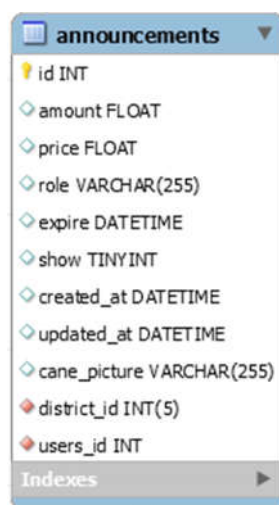 announcements
id INT
amount FLOAT
price FLOAT
role VARCHAR(255)
expire DATETIME
show TINYINT
created_at DATETIME
updated_at DATETIME
cane_picture VARCHAR(255)
district_id INT(5)
users_id INT
Indexes